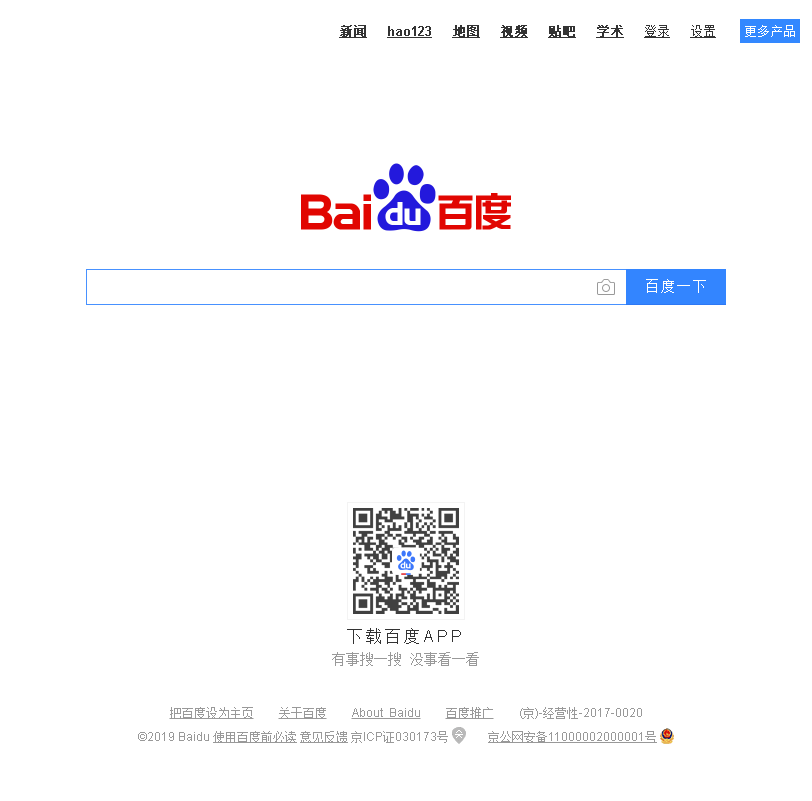 新闻 hao123 地图 视频 贴吧 学术 登录 设置 更多产品
Bai du 百度
百度一下
du
下载百度APP
有事搜一搜 没事看一看
把百度设为主页 关于百度 About Baidu 百度推广 (京)-经营性-2017-0020
©2019 Baidu 使用百度前必读 意见反馈 京ICP证030173号 京公网安备11000002000001号